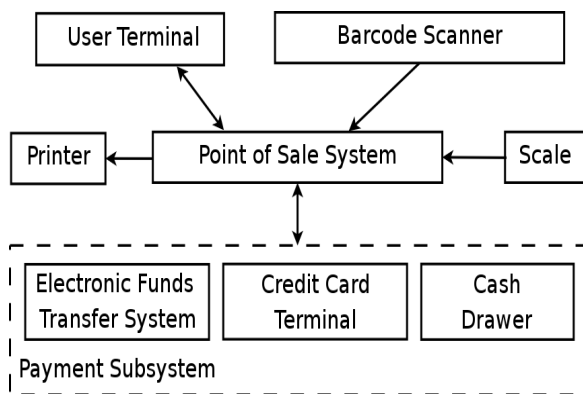 User Terminal
Barcode Scanner
Printer
Point of Sale System
Scale
Electronic Funds
Transfer System
Credit Card
Terminal
Cash
Drawer
Payment Subsystem